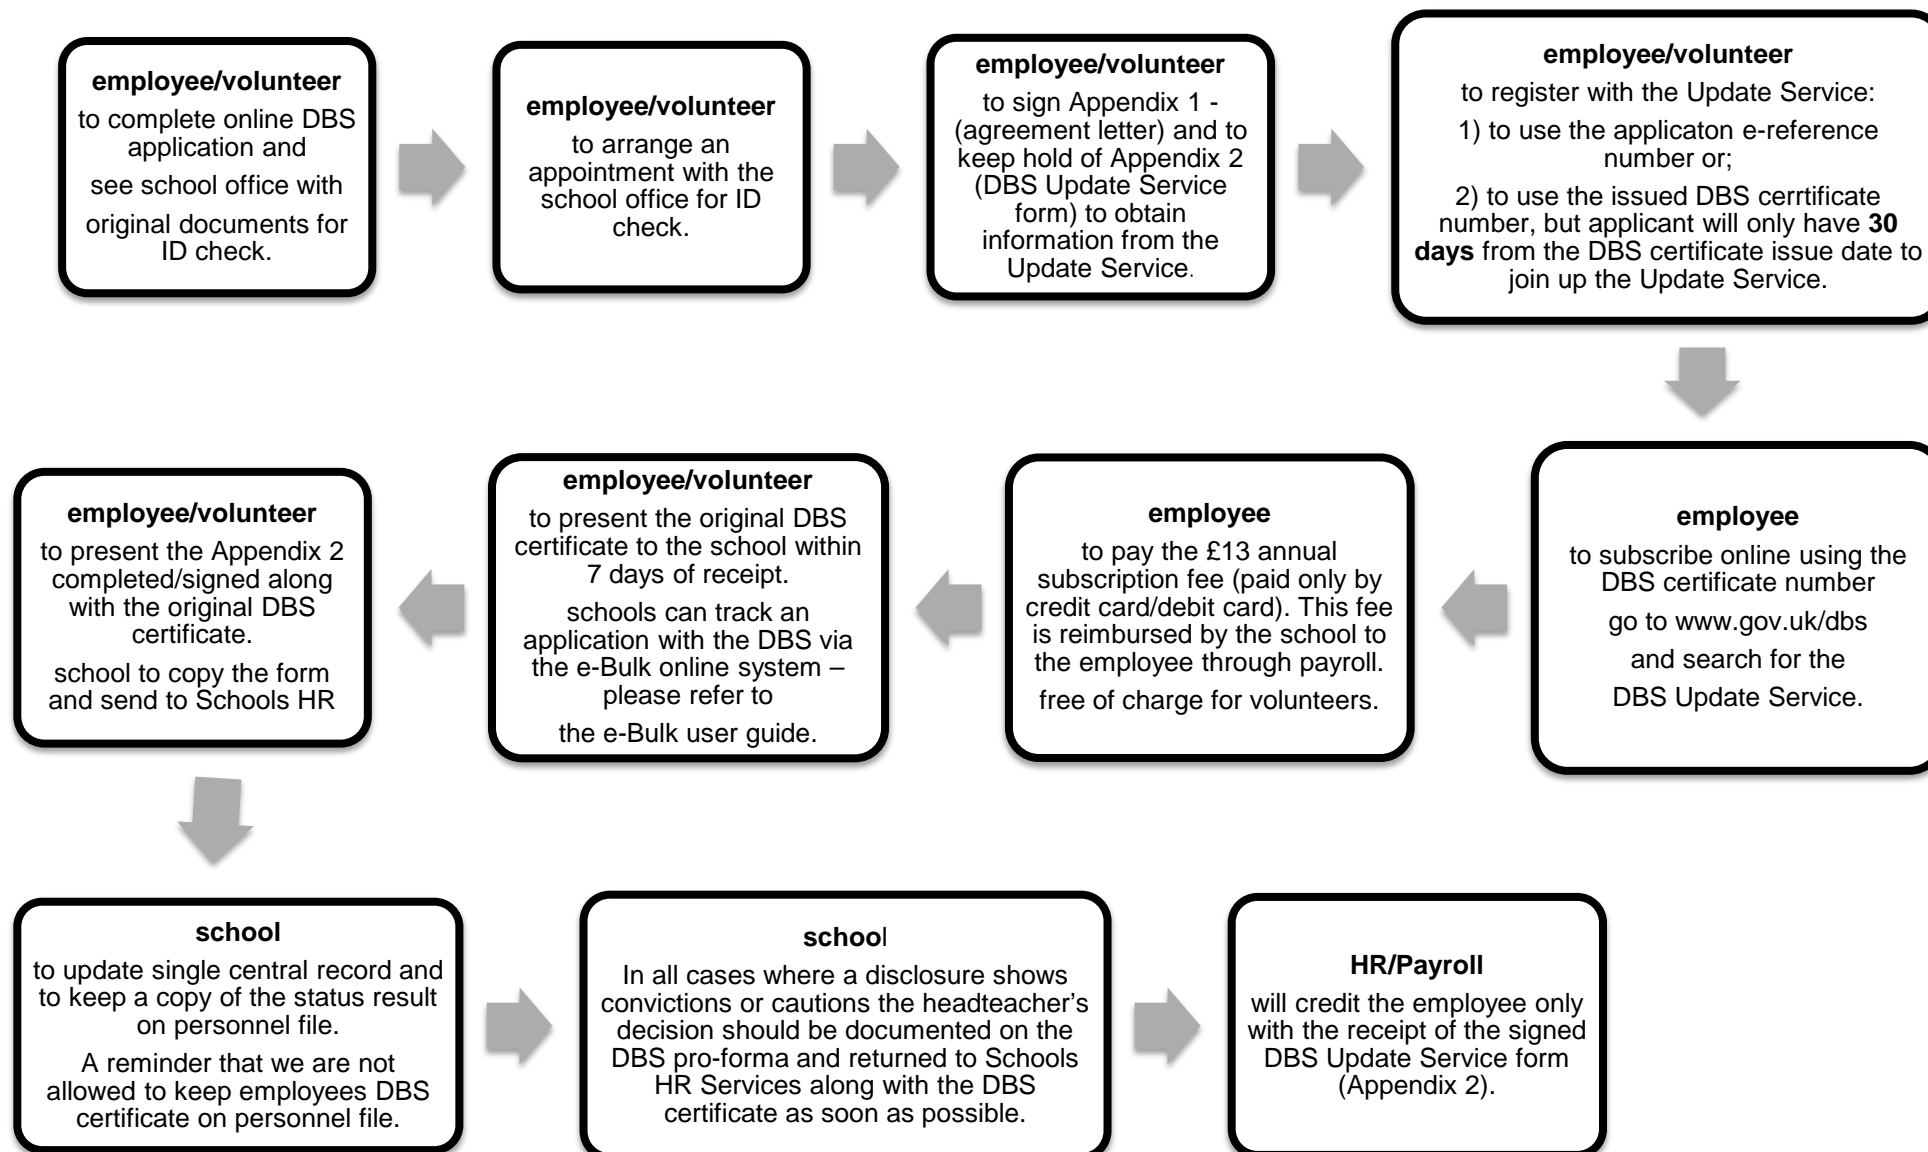 employee/volunteer
to complete online DBS
application and
see school office with
original documents for
ID check.
employee/volunteer
to arrange an
appointment with the
school office for ID
check.
employee/volunteer
to sign Appendix 1 -
(agreement letter) and to
keep hold of Appendix 2
(DBS Update Service
form) to obtain
information from the
Update Service.
employee/volunteer
to register with the Update Service:
1) to use the applicaton e-reference
number or;
2) to use the issued DBS cerrtificate
number, but applicant will only have 30
days from the DBS certificate issue date to
join up the Update Service.
employee
to subscribe online using the
DBS certificate number
go to www.gov.uk/dbs
and search for the
DBS Update Service.
employee
to pay the £13 annual
subscription fee (paid only by
credit card/debit card). This fee
is reimbursed by the school to
the employee through payroll.
free of charge for volunteers.
employee/volunteer
to present the original DBS
certificate to the school within
7 days of receipt.
schools can track an
application with the DBS via
the e-Bulk online system –
please refer to
the e-Bulk user guide.
employee/volunteer
to present the Appendix 2
completed/signed along
with the original DBS
certificate.
school to copy the form
and send to Schools HR
school
to update single central record and
to keep a copy of the status result
on personnel file.
A reminder that we are not
allowed to keep employees DBS
certificate on personnel file.
school
In all cases where a disclosure shows
convictions or cautions the headteacher’s
decision should be documented on the
DBS pro-forma and returned to Schools
HR Services along with the DBS
certificate as soon as possible.
HR/Payroll
will credit the employee only
with the receipt of the signed
DBS Update Service form
(Appendix 2).